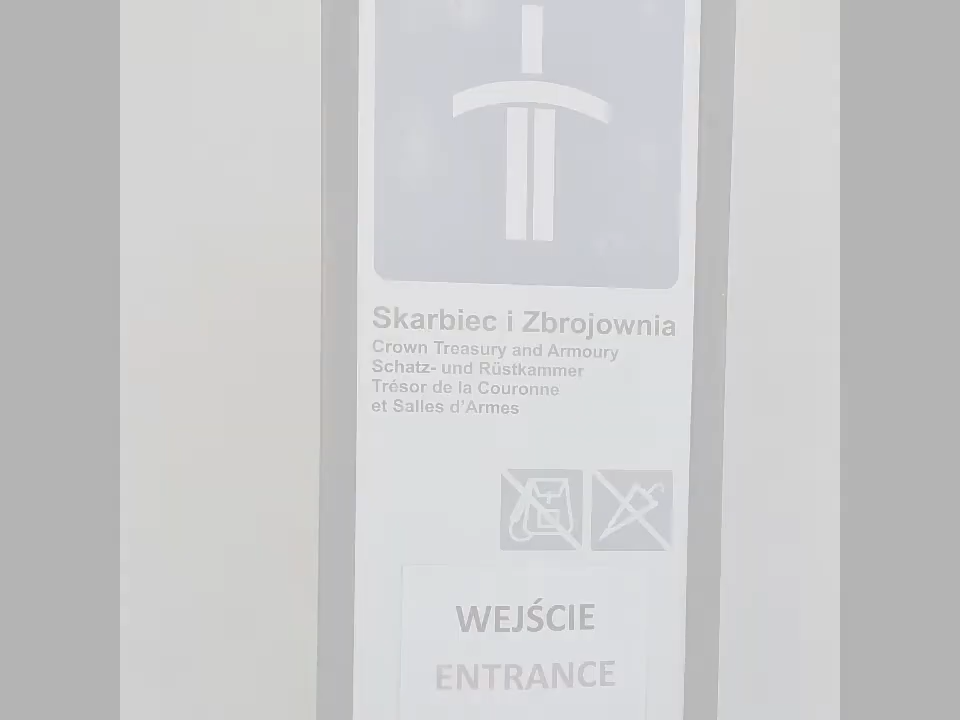 Skarbiec i Zbrojownia
Crown Treasury and Armoury
Schatz- und Rüstkammer
Trésor de la Couronne
et Salles d'Armes
WEJŚCIE
ENTRANCE